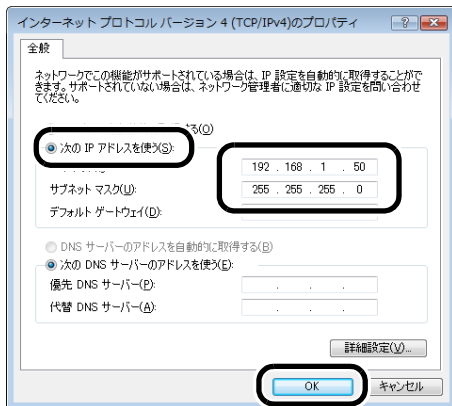 インターネット プロトコル バージョン 4 (TCP/IPv4)のプロパティ
全般
ネットワークでこの機能がサポートされている場合は、IP 設定を自動的に取得することがで
きます。サポートされていない場合は、ネットワーク管理者に適切な IP 設定を問い合わせ
てください。
する(O)
次の IP アドレスを使う(S):
192 . 168 . 1 . 50
サブネット マスク(U): 255 . 255 . 255 . 0
デフォルト ゲートウェイ(D):
DNS サーバーのアドレスを自動的に取得する(B)
次の DNS サーバーのアドレスを使う(E):
優先 DNS サーバー(P): . . .
代替 DNS サーバー(A): . . .
詳細設定(V)...
OK キャンセル